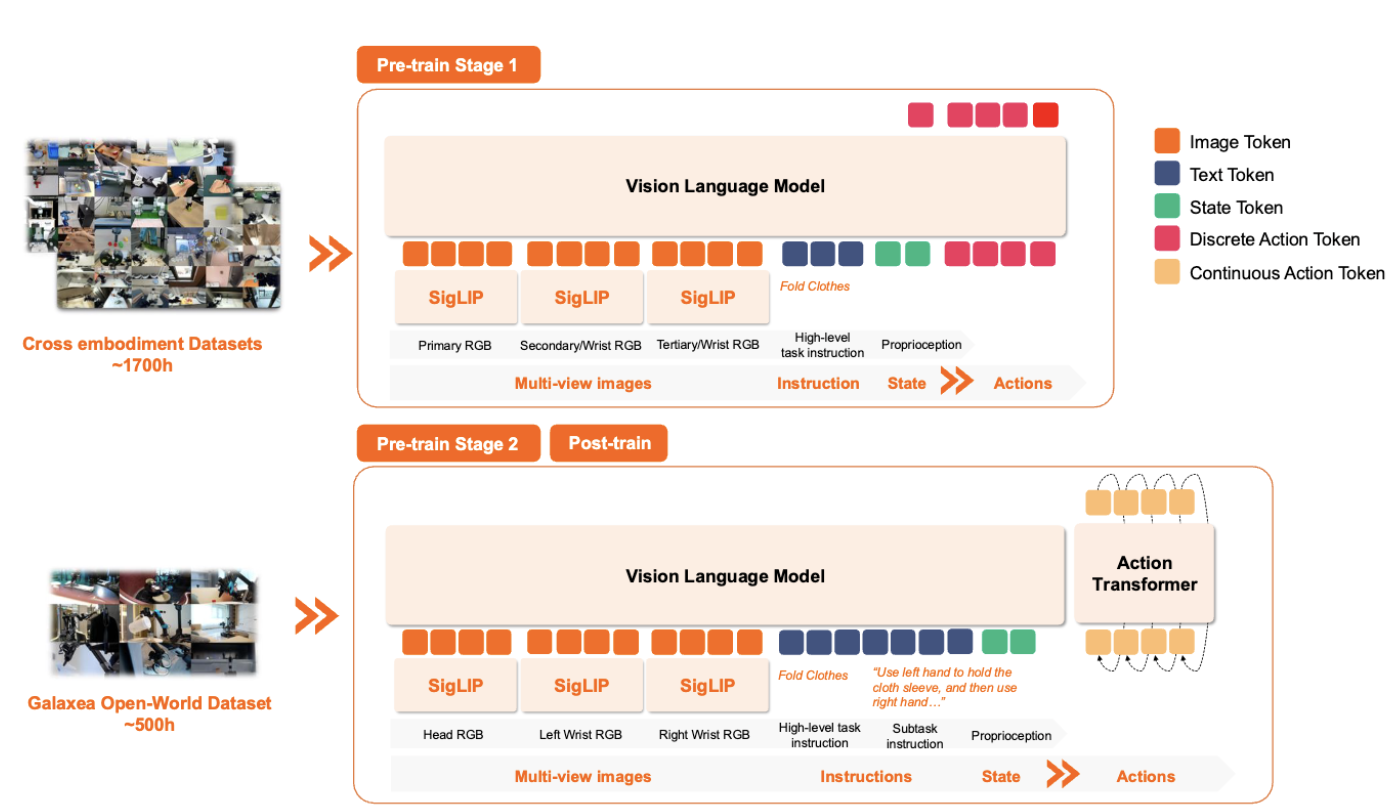 Pre-train Stage 1
Vision Language Model
Image Token
Text Token
State Token
Discrete Action Token
Continuous Action Token
SigLIP
SigLIP
SigLIP
Fold Clothes
Cross embodiment Datasets
~1700h
Primary RGB
Secondary/Wrist RGB
Tertiary/Wrist RGB
High-level
task instruction
Proprioception
Multi-view images
Instruction
State
Actions
Pre-train Stage 2
Post-train
Vision Language Model
Action
Transformer
SigLIP
SigLIP
SigLIP
Fold Clothes
“Use left hand to hold the
cloth sleeve, and then use
right hand…”
Galaxea Open-World Dataset
~500h
Head RGB
Left Wrist RGB
Right Wrist RGB
High-level task
instruction
Subtask
instruction
Proprioception
Multi-view images
Instructions
State
Actions